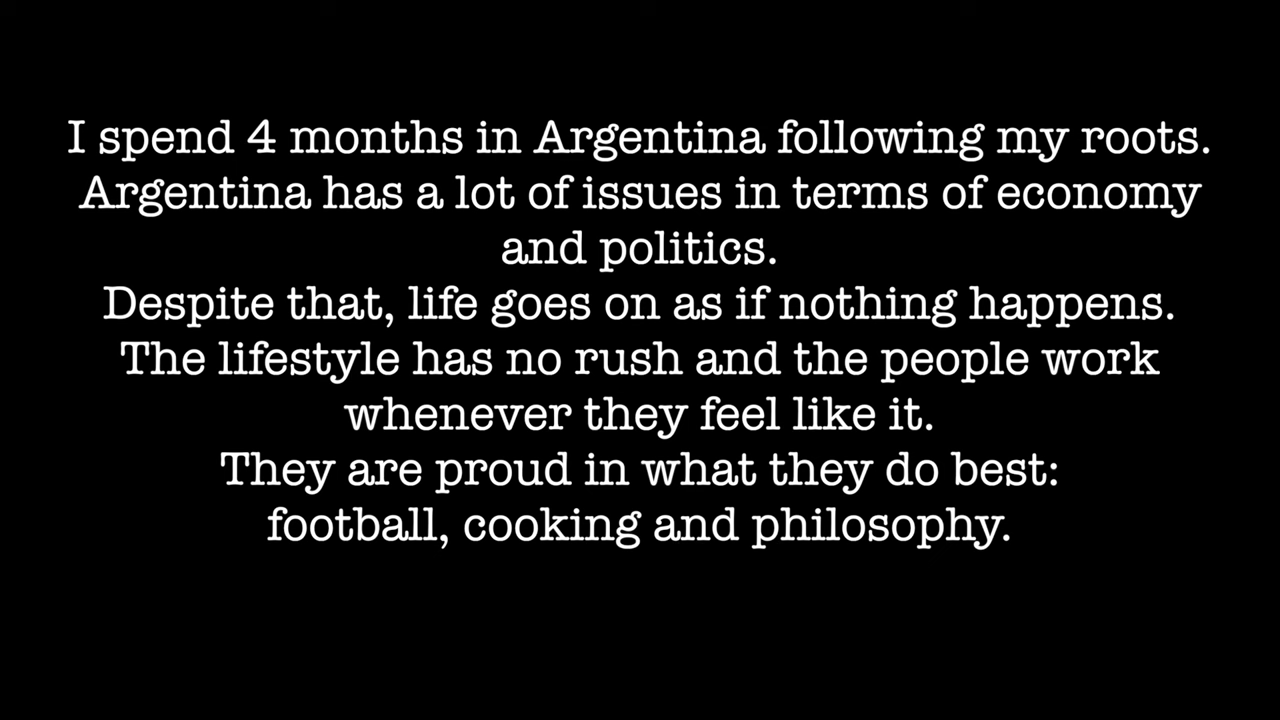 I spend 4 months in Argentina following my roots.
Argentina has a lot of issues in terms of economy
and politics.
Despite that, life goes on as if nothing happens.
The lifestyle has no rush and the people work
whenever they feel like it.
They are proud in what they do best:
football, cooking and philosophy.